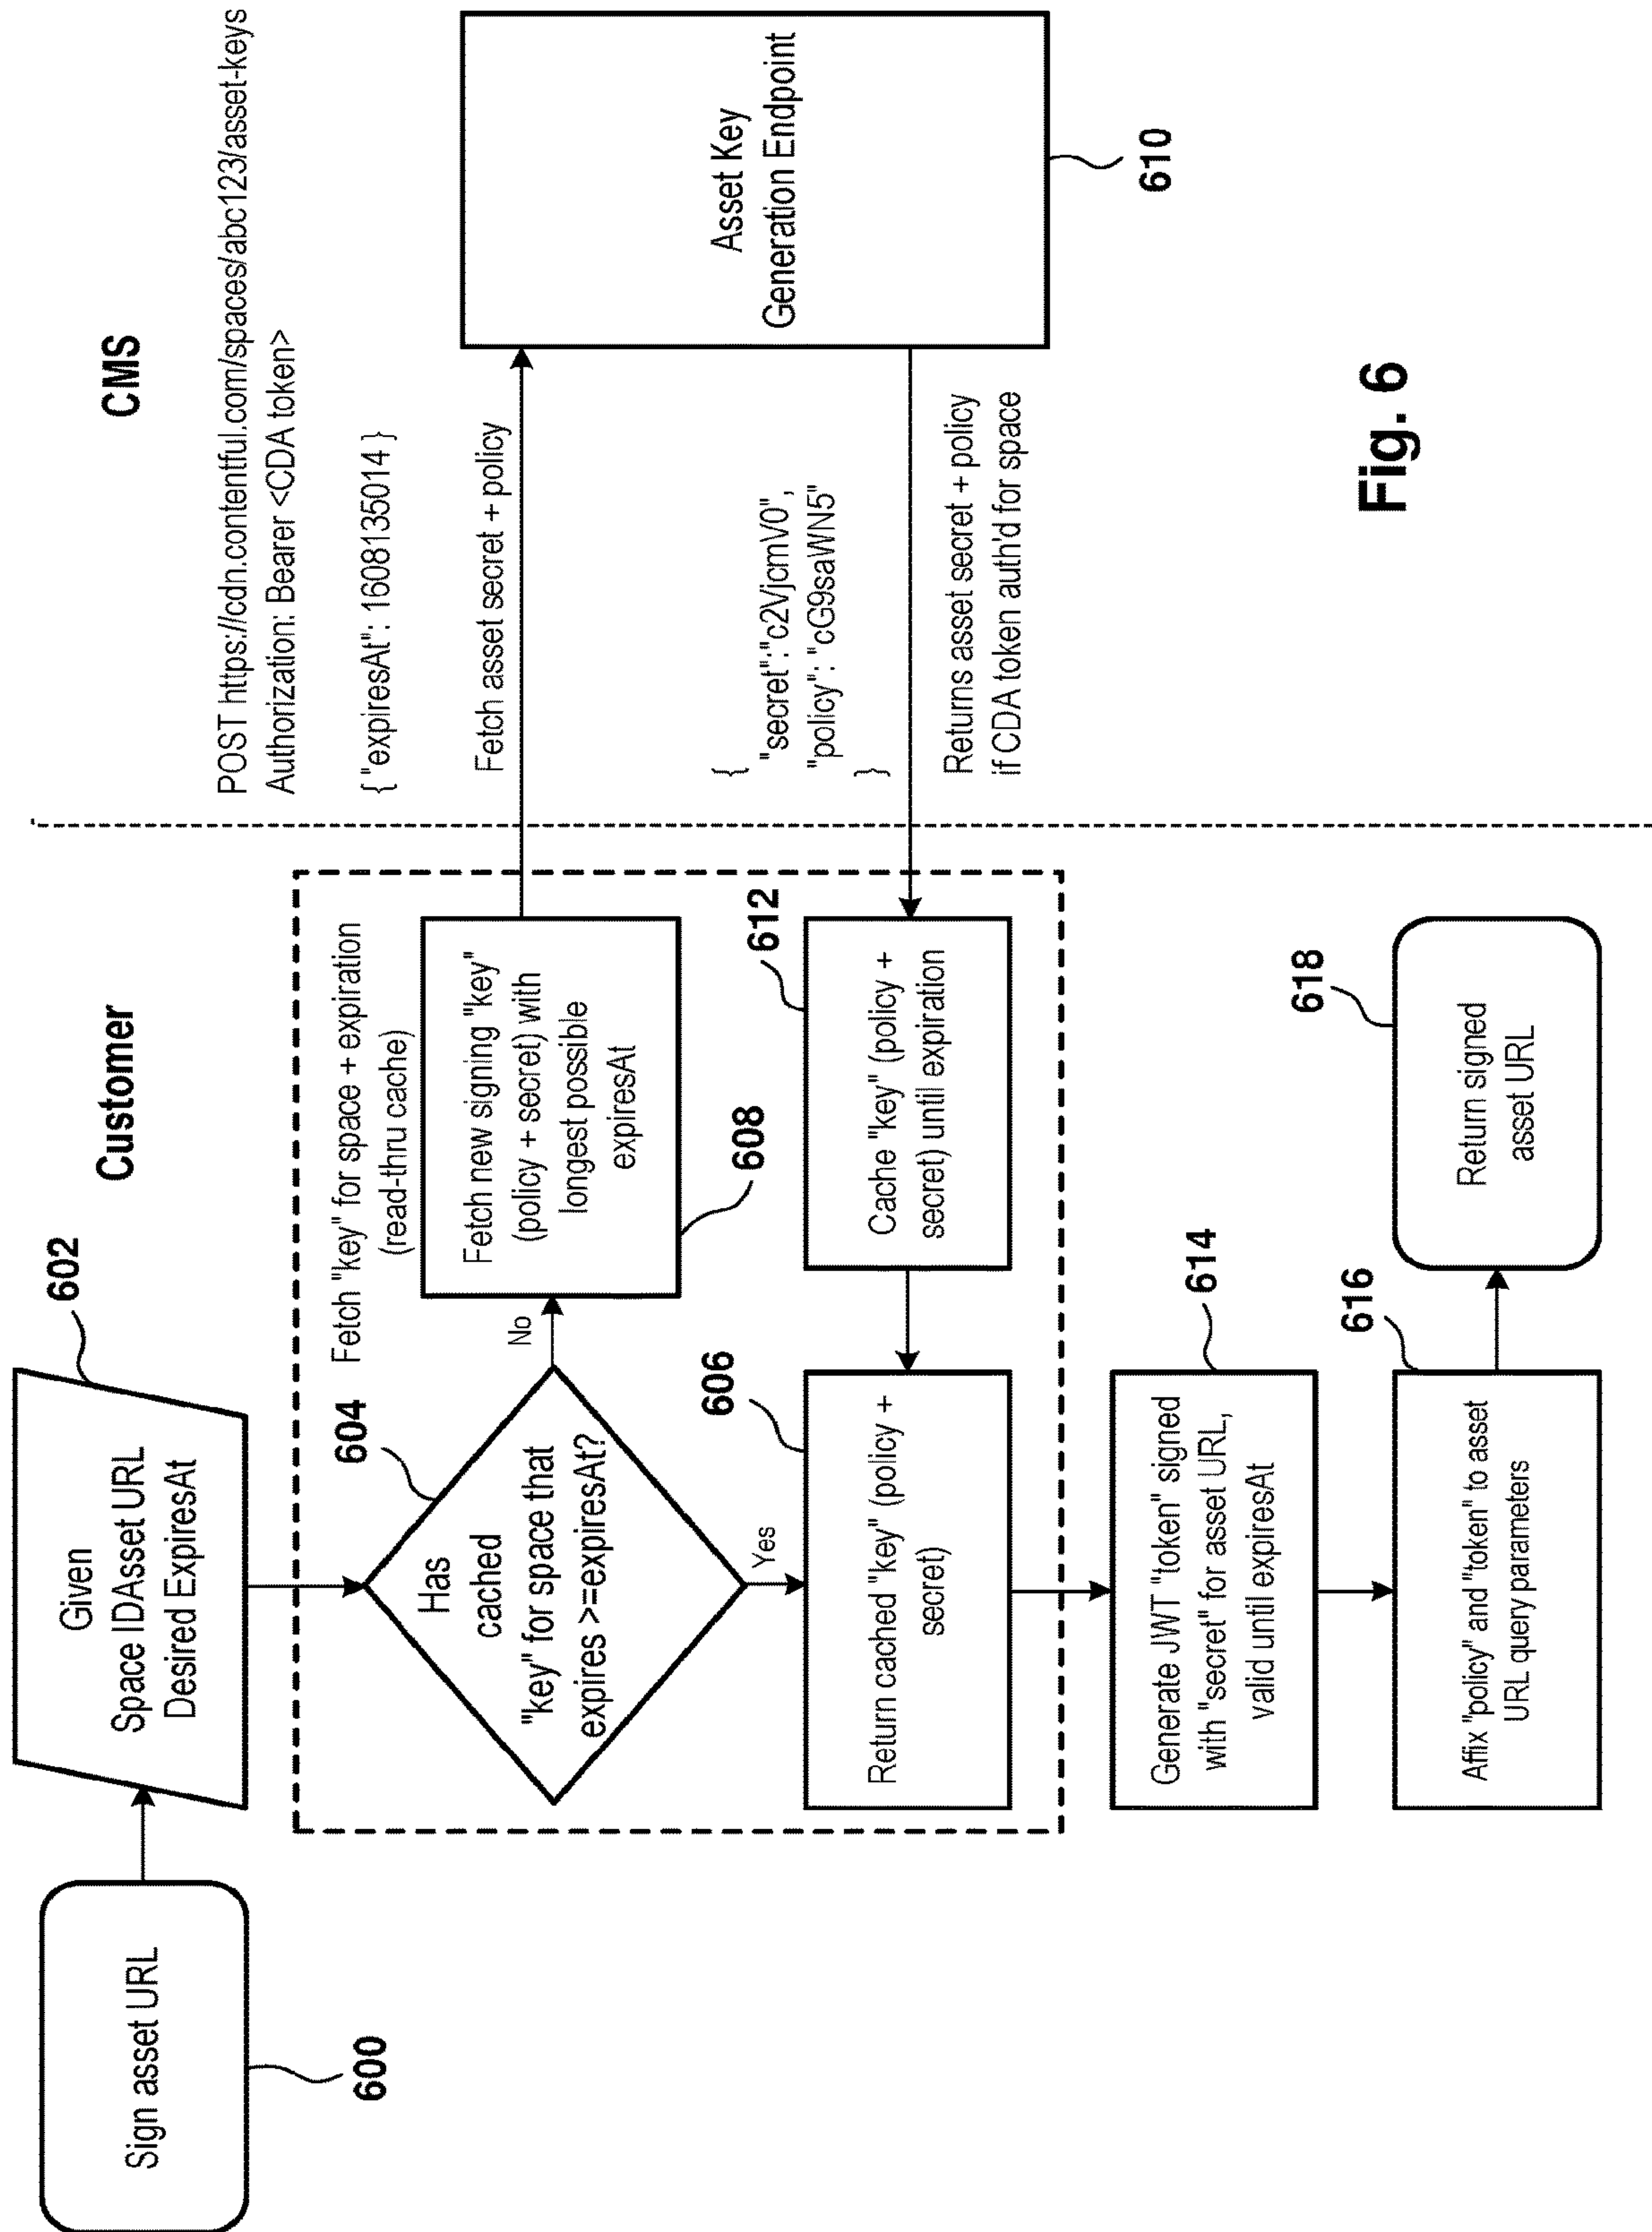 Customer
CMS
Sign asset URL
600
Given
Space IDAsset URL
Desired ExpiresAt
602
Fetch "key" for space + expiration
(read-thru cache)
604
Has
cached
"key" for space that
expires >=expiresAt?
No
Yes
Fetch new signing "key"
(policy + secret) with
longest possible
expiresAt
608
POST https://cdn.contentful.com/spaces/abc123/asset-keys
Authorization: Bearer <CDA token>
{ "expiresAt": 1608135014 }
Fetch asset secret + policy
Asset Key
Generation Endpoint
610
{
"secret":"c2VjcmV0",
"policy": "cG9saWN5"
}
Returns asset secret + policy
if CDA token auth'd for space
612
Cache "key" (policy +
secret) until expiration
606
Return cached "key" (policy +
secret)
614
Generate JWT "token" signed
with "secret" for asset URL,
valid until expiresAt
616
Affix "policy" and "token" to asset
URL query parameters
618
Return signed
asset URL
Fig. 6